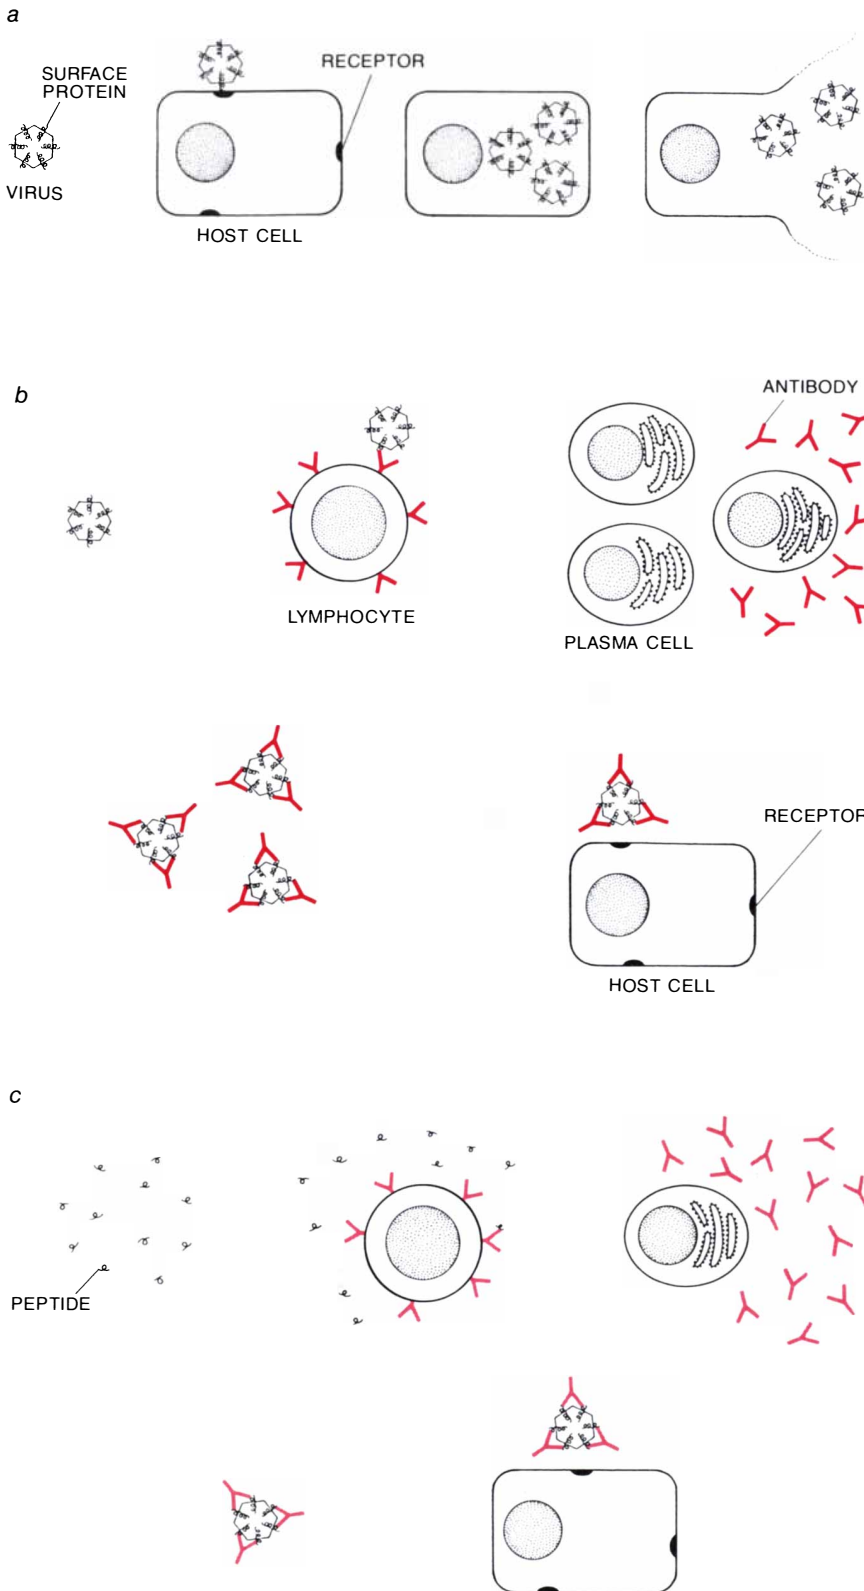 a
SURFACE
PROTEIN
RECEPTOR
VIRUS
HOST CELL
b
ANTIBODY
LYMPHOCYTE
PLASMA CELL
RECEPTOR
HOST CELL
c
PEPTIDE